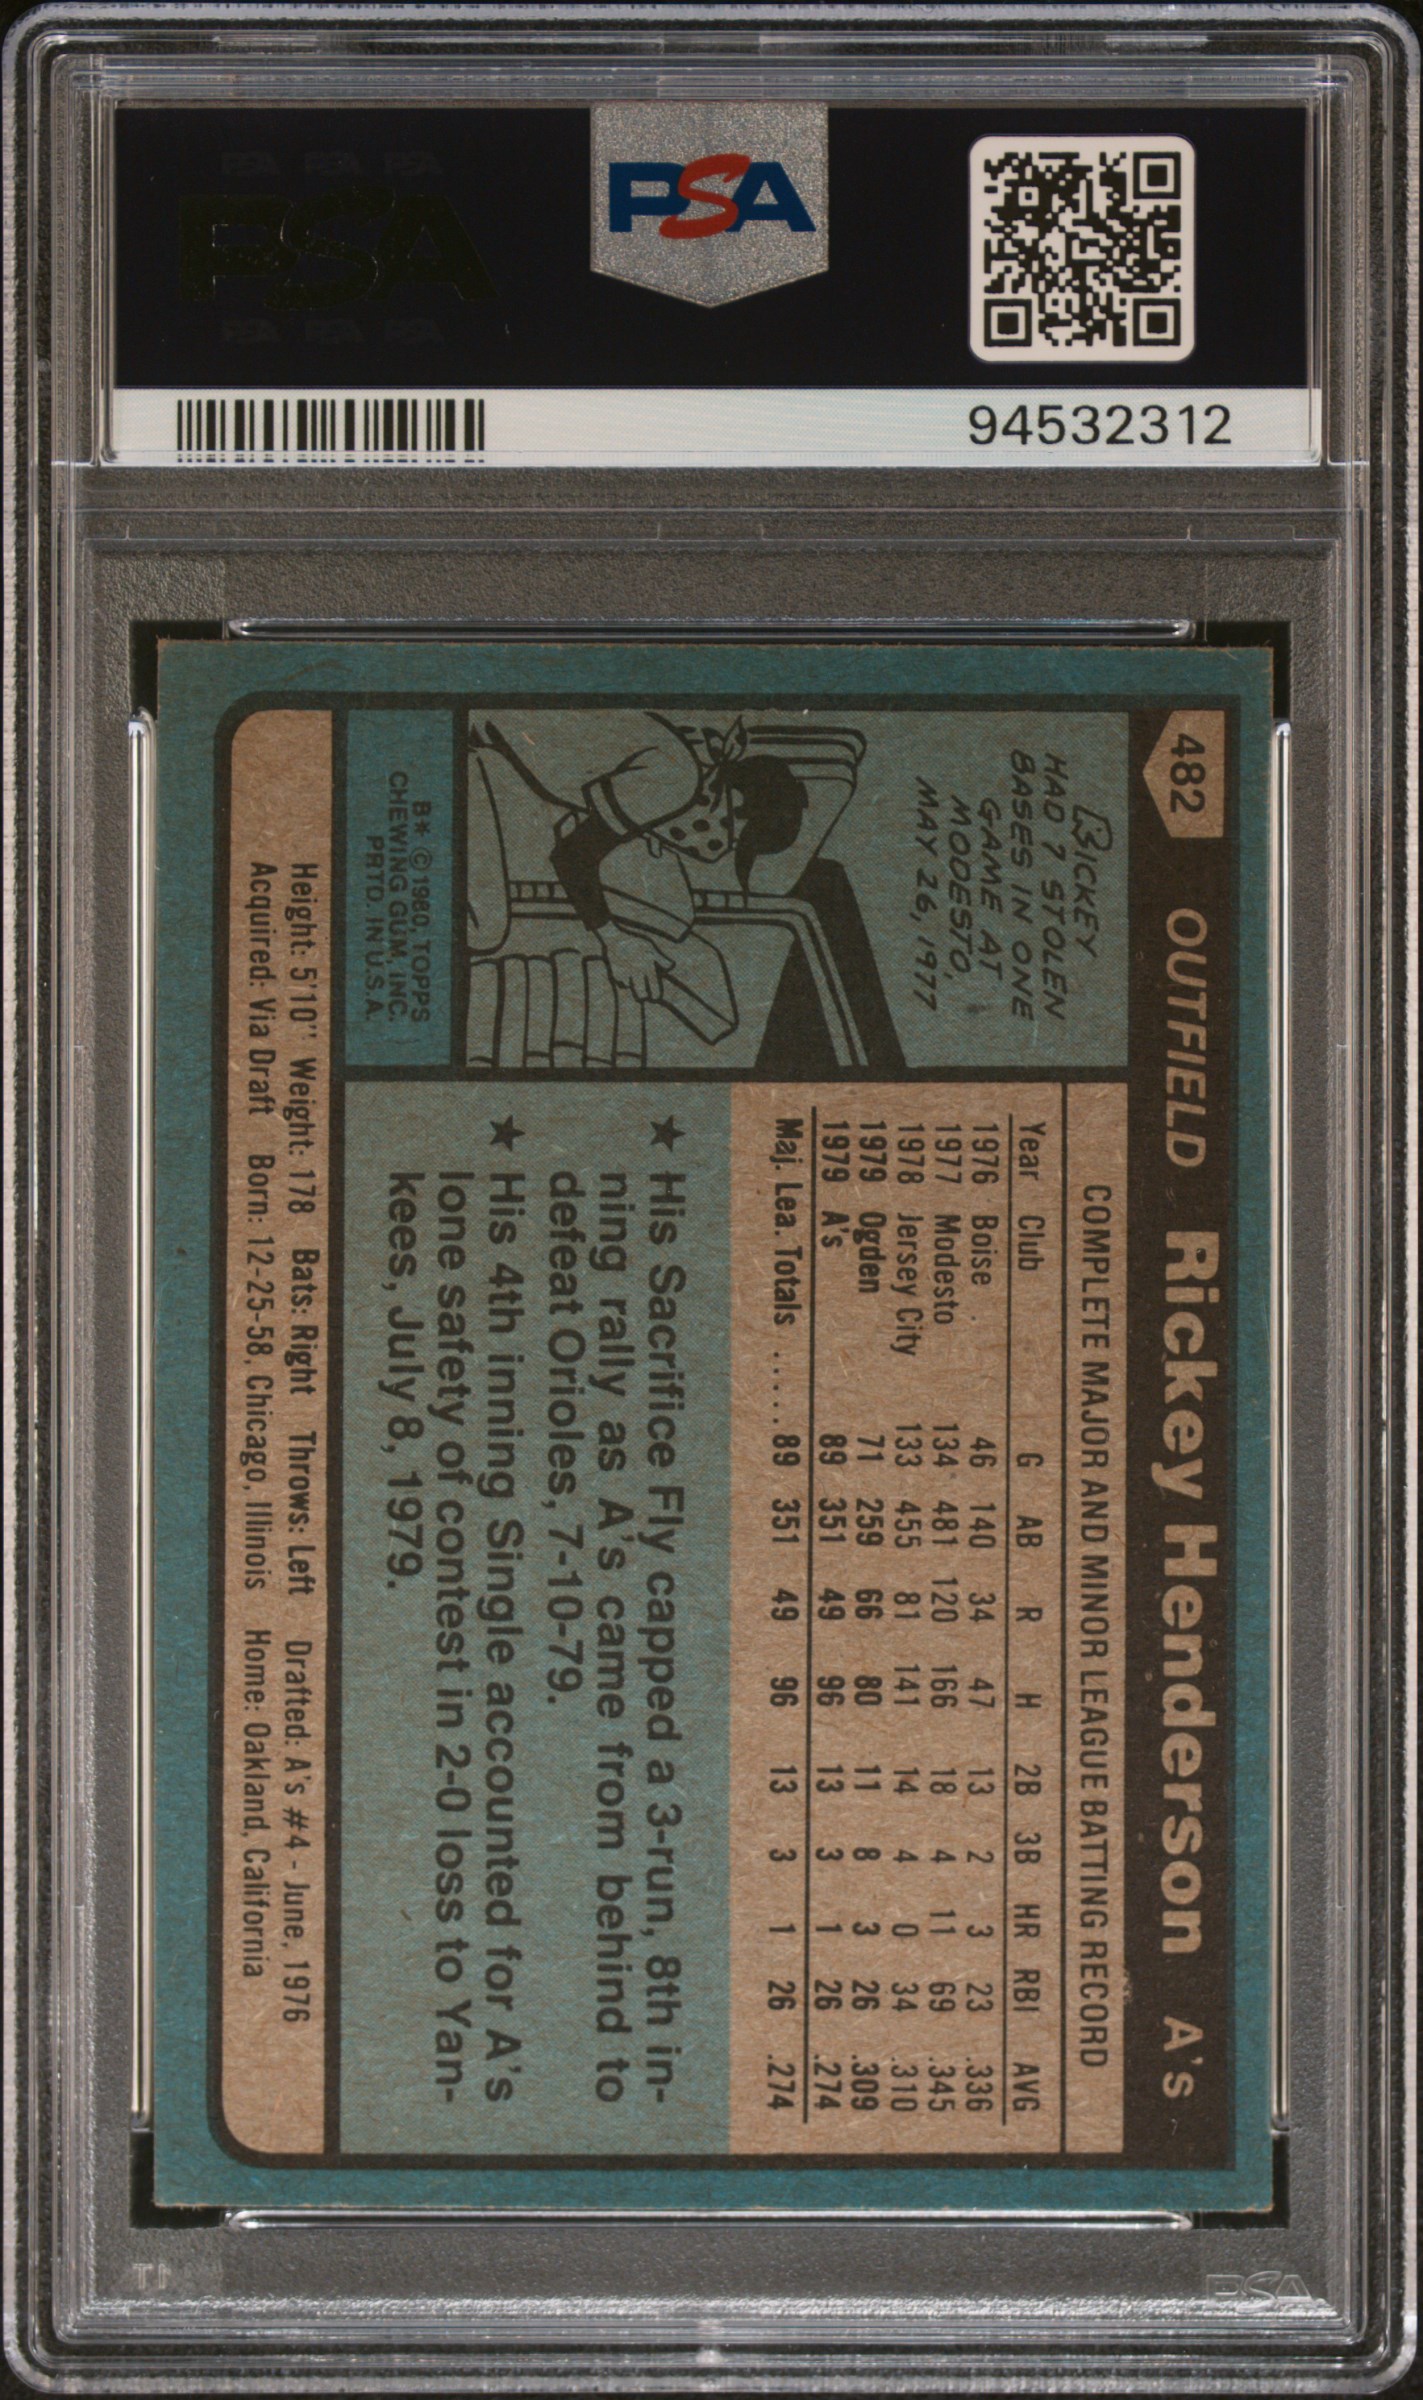 PSA PSA PSA
PSA
PSA PSA PSA
PSA
94532312
482 OUTFIELD Rickey Henderson A's
COMPLETE MAJOR AND MINOR LEAGUE BATTING RECORD
Year Club G AB R H 2B 3B HR RBI AVG
1976 Boise 46 140 34 47 13 2 3 23 .336
1977 Modesto 134 481 120 166 18 4 11 69 .345
1978 Jersey City 133 455 81 141 14 4 0 34 .310
1979 Ogden 71 259 66 80 11 8 3 26 .309
1979 A's 89 351 49 96 13 3 1 26 .274
Maj. Lea. Totals ...... 89 351 49 96 13 3 1 26 .274
RICKEY
HAD 7 STOLEN
BASES IN ONE
GAME AT
MODESTO,
MAY 26, 1977
★ His Sacrifice Fly capped a 3-run, 8th in-
ning rally as A's came from behind to
defeat Orioles, 7-10-79.
★ His 4th inning Single accounted for A's
lone safety of contest in 2-0 loss to Yan-
kees, July 8, 1979.
B* ©1980, TOPPS
CHEWING GUM, INC.
PRTD. IN U.S.A.
Height: 5'10" Weight: 178 Bats: Right Throws: Left Drafted: A's #4 - June, 1976
Acquired: Via Draft Born: 12-25-58, Chicago, Illinois Home: Oakland, California
PSA